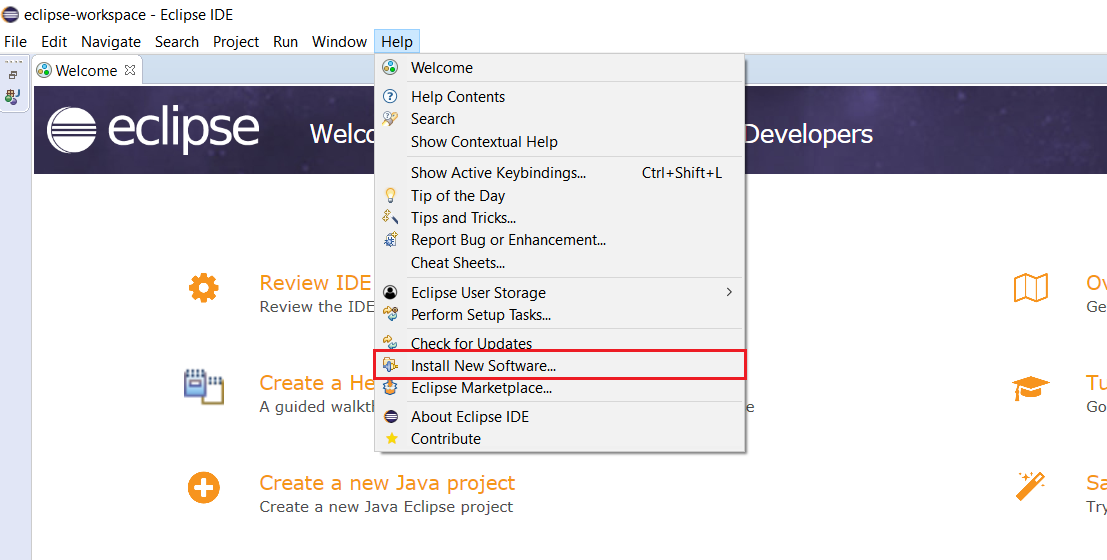 eclipse-workspace - Eclipse IDE
File Edit Navigate Search Project Run Window Help
Welcome
eclipse Welco Developers
Welcome
Help Contents
Search
Show Contextual Help
Show Active Keybindings... Ctrl+Shift+L
Tip of the Day
Tips and Tricks...
Report Bug or Enhancement...
Cheat Sheets...
Eclipse User Storage
Perform Setup Tasks...
Check for Updates
Install New Software...
Eclipse Marketplace...
About Eclipse IDE
Contribute
Review IDE
Review the IDE
Create a He
A guided walkth e
Create a new Java project
Create a new Java Eclipse project
Ov
Ge
Tu
Go
Sa
Try